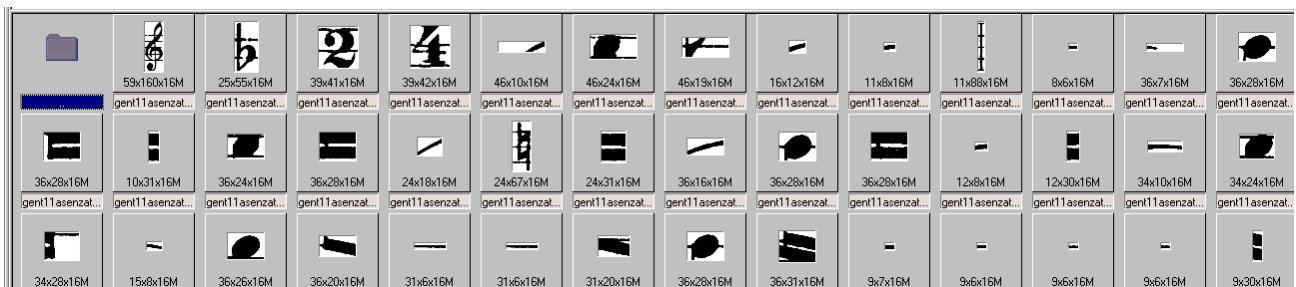 59x160x16M 25x55x16M 39x41x16M 39x42x16M 46x10x16M 46x24x16M 46x19x16M 16x12x16M 11x8x16M 11x88x16M 8x6x16M 36x7x16M 36x28x16M
.. gent11asenzat... gent11asenzat... gent11asenzat... gent11asenzat... gent11asenzat... gent11asenzat... gent11asenzat... gent11asenzat... gent11asenzat... gent11asenzat... gent11asenzat... gent11asenzat... gent11asenzat...
36x28x16M 10x31x16M 36x24x16M 36x28x16M 24x18x16M 24x67x16M 24x31x16M 36x16x16M 36x28x16M 36x28x16M 12x8x16M 12x30x16M 34x10x16M 34x24x16M
gent11asenzat... gent11asenzat... gent11asenzat... gent11asenzat... gent11asenzat... gent11asenzat... gent11asenzat... gent11asenzat... gent11asenzat... gent11asenzat... gent11asenzat... gent11asenzat... gent11asenzat... gent11asenzat...
34x28x16M 15x8x16M 36x26x16M 36x20x16M 31x6x16M 31x6x16M 31x20x16M 36x28x16M 36x31x16M 9x7x16M 9x6x16M 9x6x16M 9x6x16M 9x30x16M